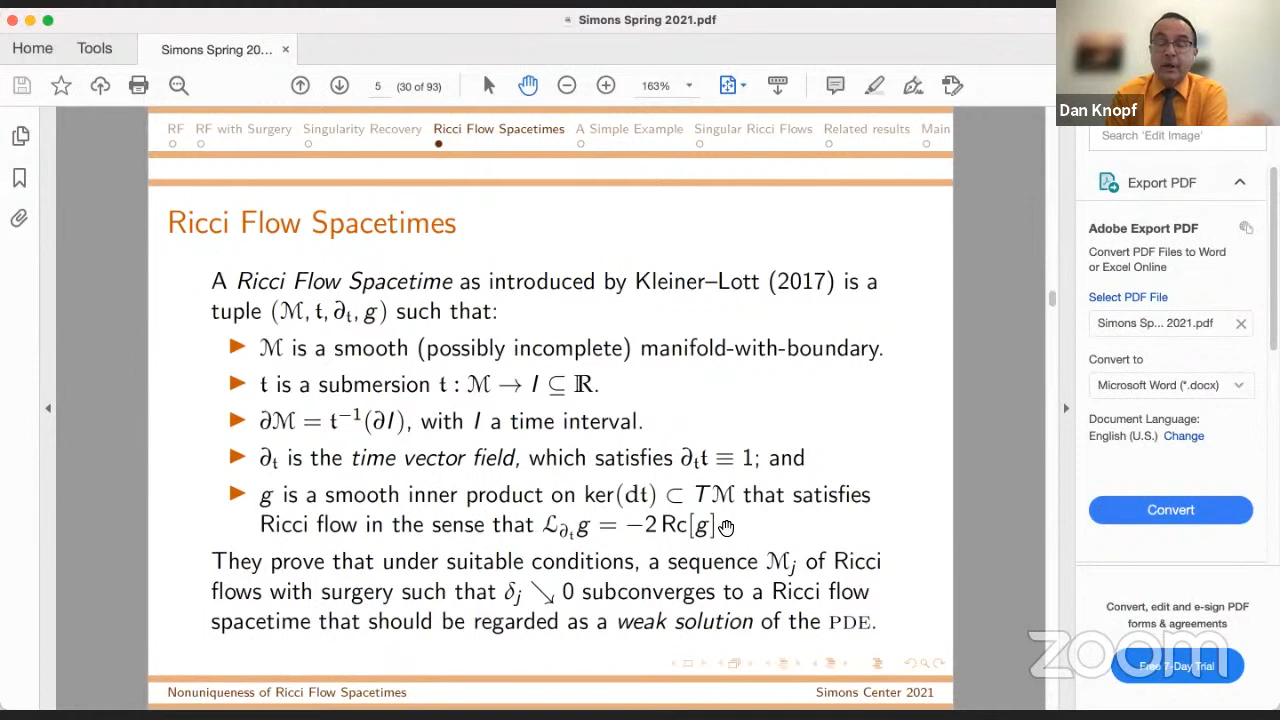 Simons Spring 2021.pdf
Home Tools Simons Spring 20... ×
5 (30 of 93) 163%
Dan Knopf
RF RF with Surgery Singularity Recovery Ricci Flow Spacetimes A Simple Example Singular Ricci Flows Related results Main
Ricci Flow Spacetimes
A Ricci Flow Spacetime as introduced by Kleiner–Lott (2017) is a
tuple (ℳ, 𝔱, ∂𝔱, g) such that:
▶ ℳ is a smooth (possibly incomplete) manifold-with-boundary.
▶ 𝔱 is a submersion 𝔱 : ℳ → I ⊆ ℝ.
▶ ∂ℳ = 𝔱⁻¹(∂I), with I a time interval.
▶ ∂𝔱 is the time vector field, which satisfies ∂𝔱𝔱 ≡ 1; and
▶ g is a smooth inner product on ker(d𝔱) ⊂ Tℳ that satisfies
Ricci flow in the sense that ℒ∂𝔱 g = −2 Rc[g]
They prove that under suitable conditions, a sequence ℳj of Ricci
flows with surgery such that δj ↘ 0 subconverges to a Ricci flow
spacetime that should be regarded as a weak solution of the PDE.
Nonuniqueness of Ricci Flow Spacetimes Simons Center 2021
Search 'Edit Image'
Export PDF
Adobe Export PDF
Convert PDF Files to Word
or Excel Online
Select PDF File
Simons Sp... 2021.pdf ×
Convert to
Microsoft Word (*.docx)
Document Language:
English (U.S.) Change
Convert
Convert, edit and e-sign PDF
forms & agreements
Free 7-Day Trial
zoom